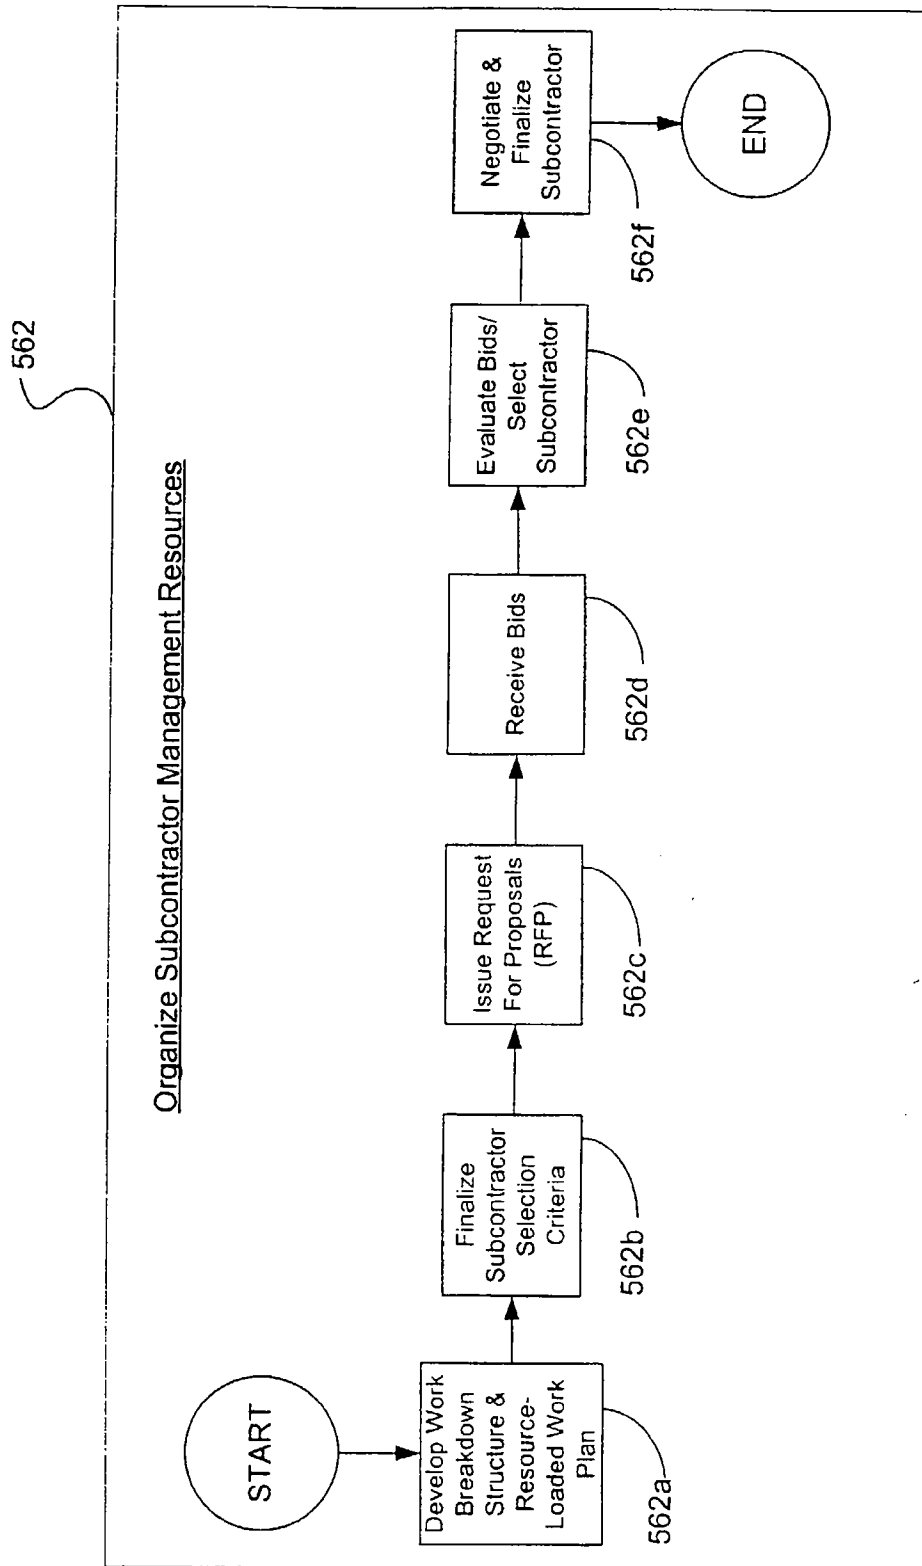 562
Organize Subcontractor Management Resources
START
Develop Work
Breakdown
Structure &
Resource-
Loaded Work
Plan
562a
Finalize
Subcontractor
Selection
Criteria
562b
Issue Request
For Proposals
(RFP)
562c
Receive Bids
562d
Evaluate Bids/
Select
Subcontractor
562e
Negotiate &
Finalize
Subcontractor
562f
END